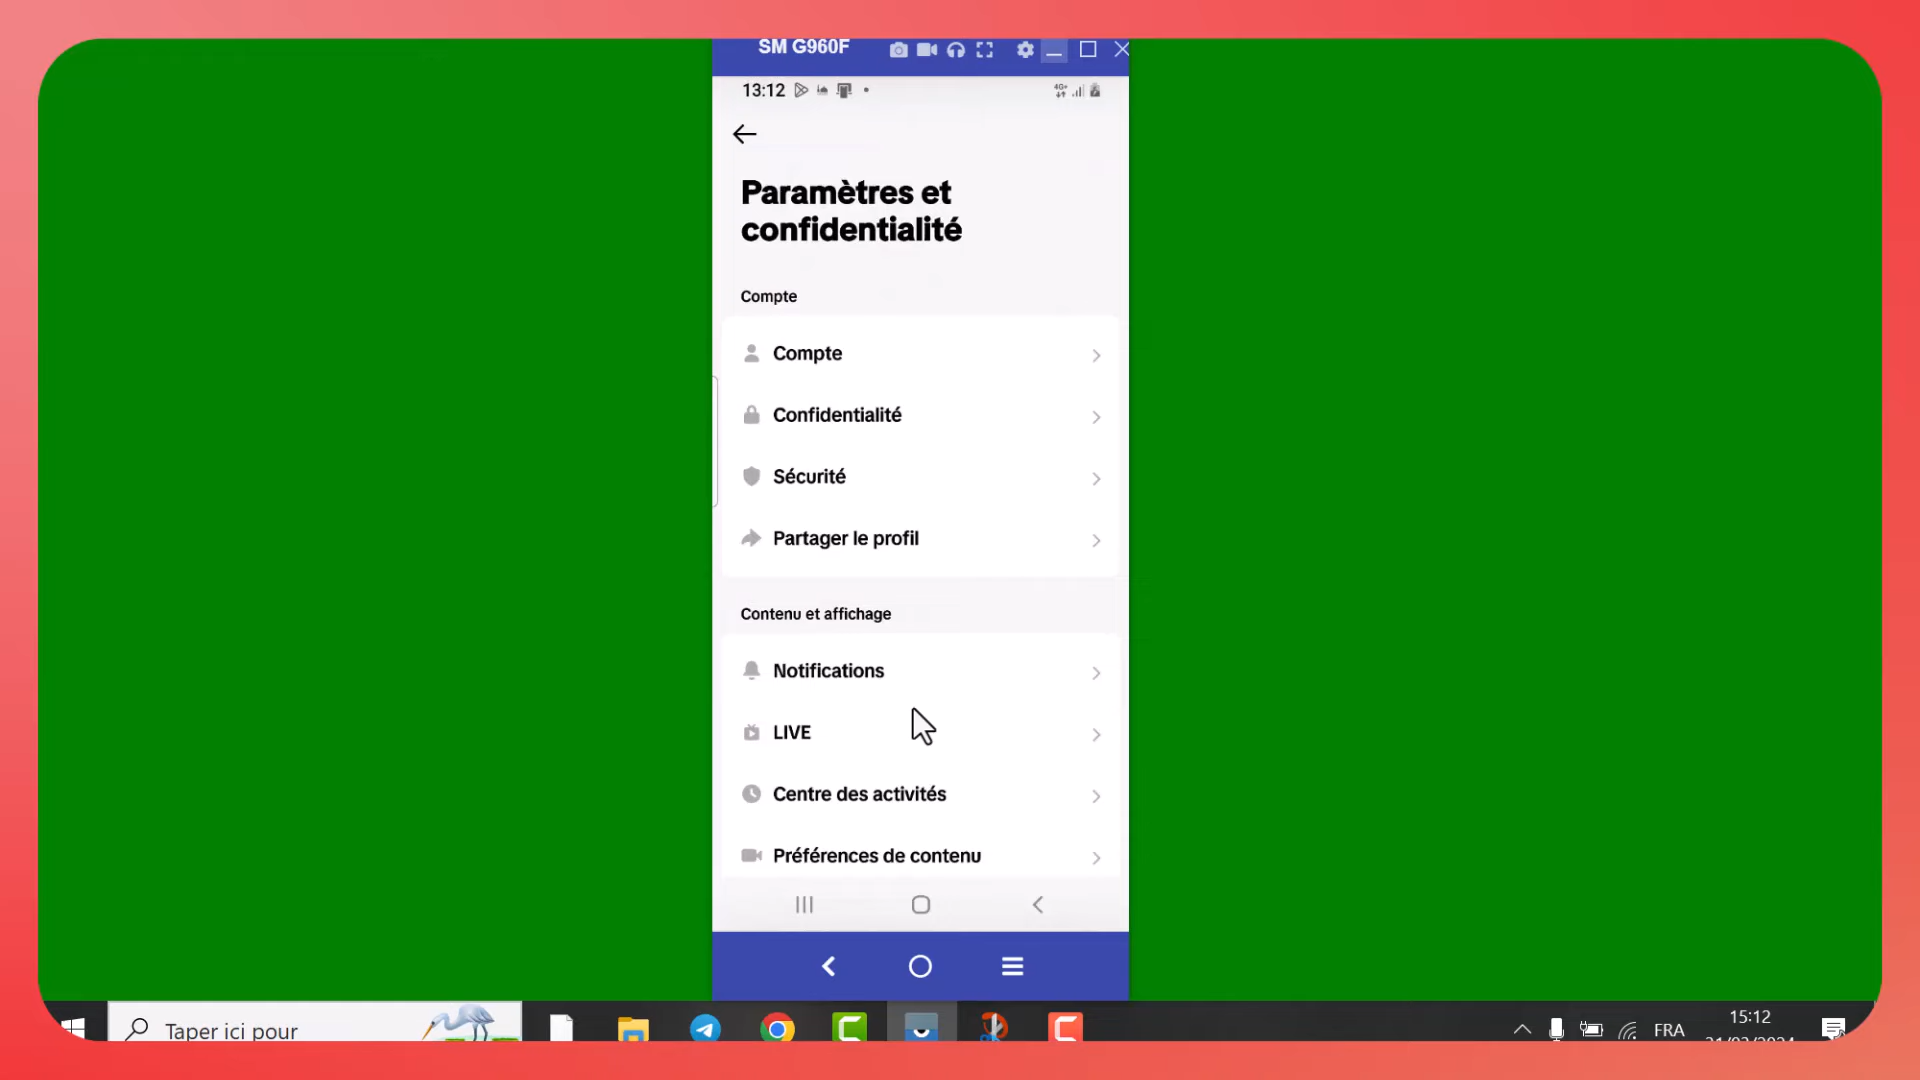 SM G960F
13:12
4G+
Paramètres et
confidentialité
Compte
Compte
Confidentialité
Sécurité
Partager le profil
Contenu et affichage
Notifications
LIVE
Centre des activités
Préférences de contenu
Taper ici pour
FRA
15:12